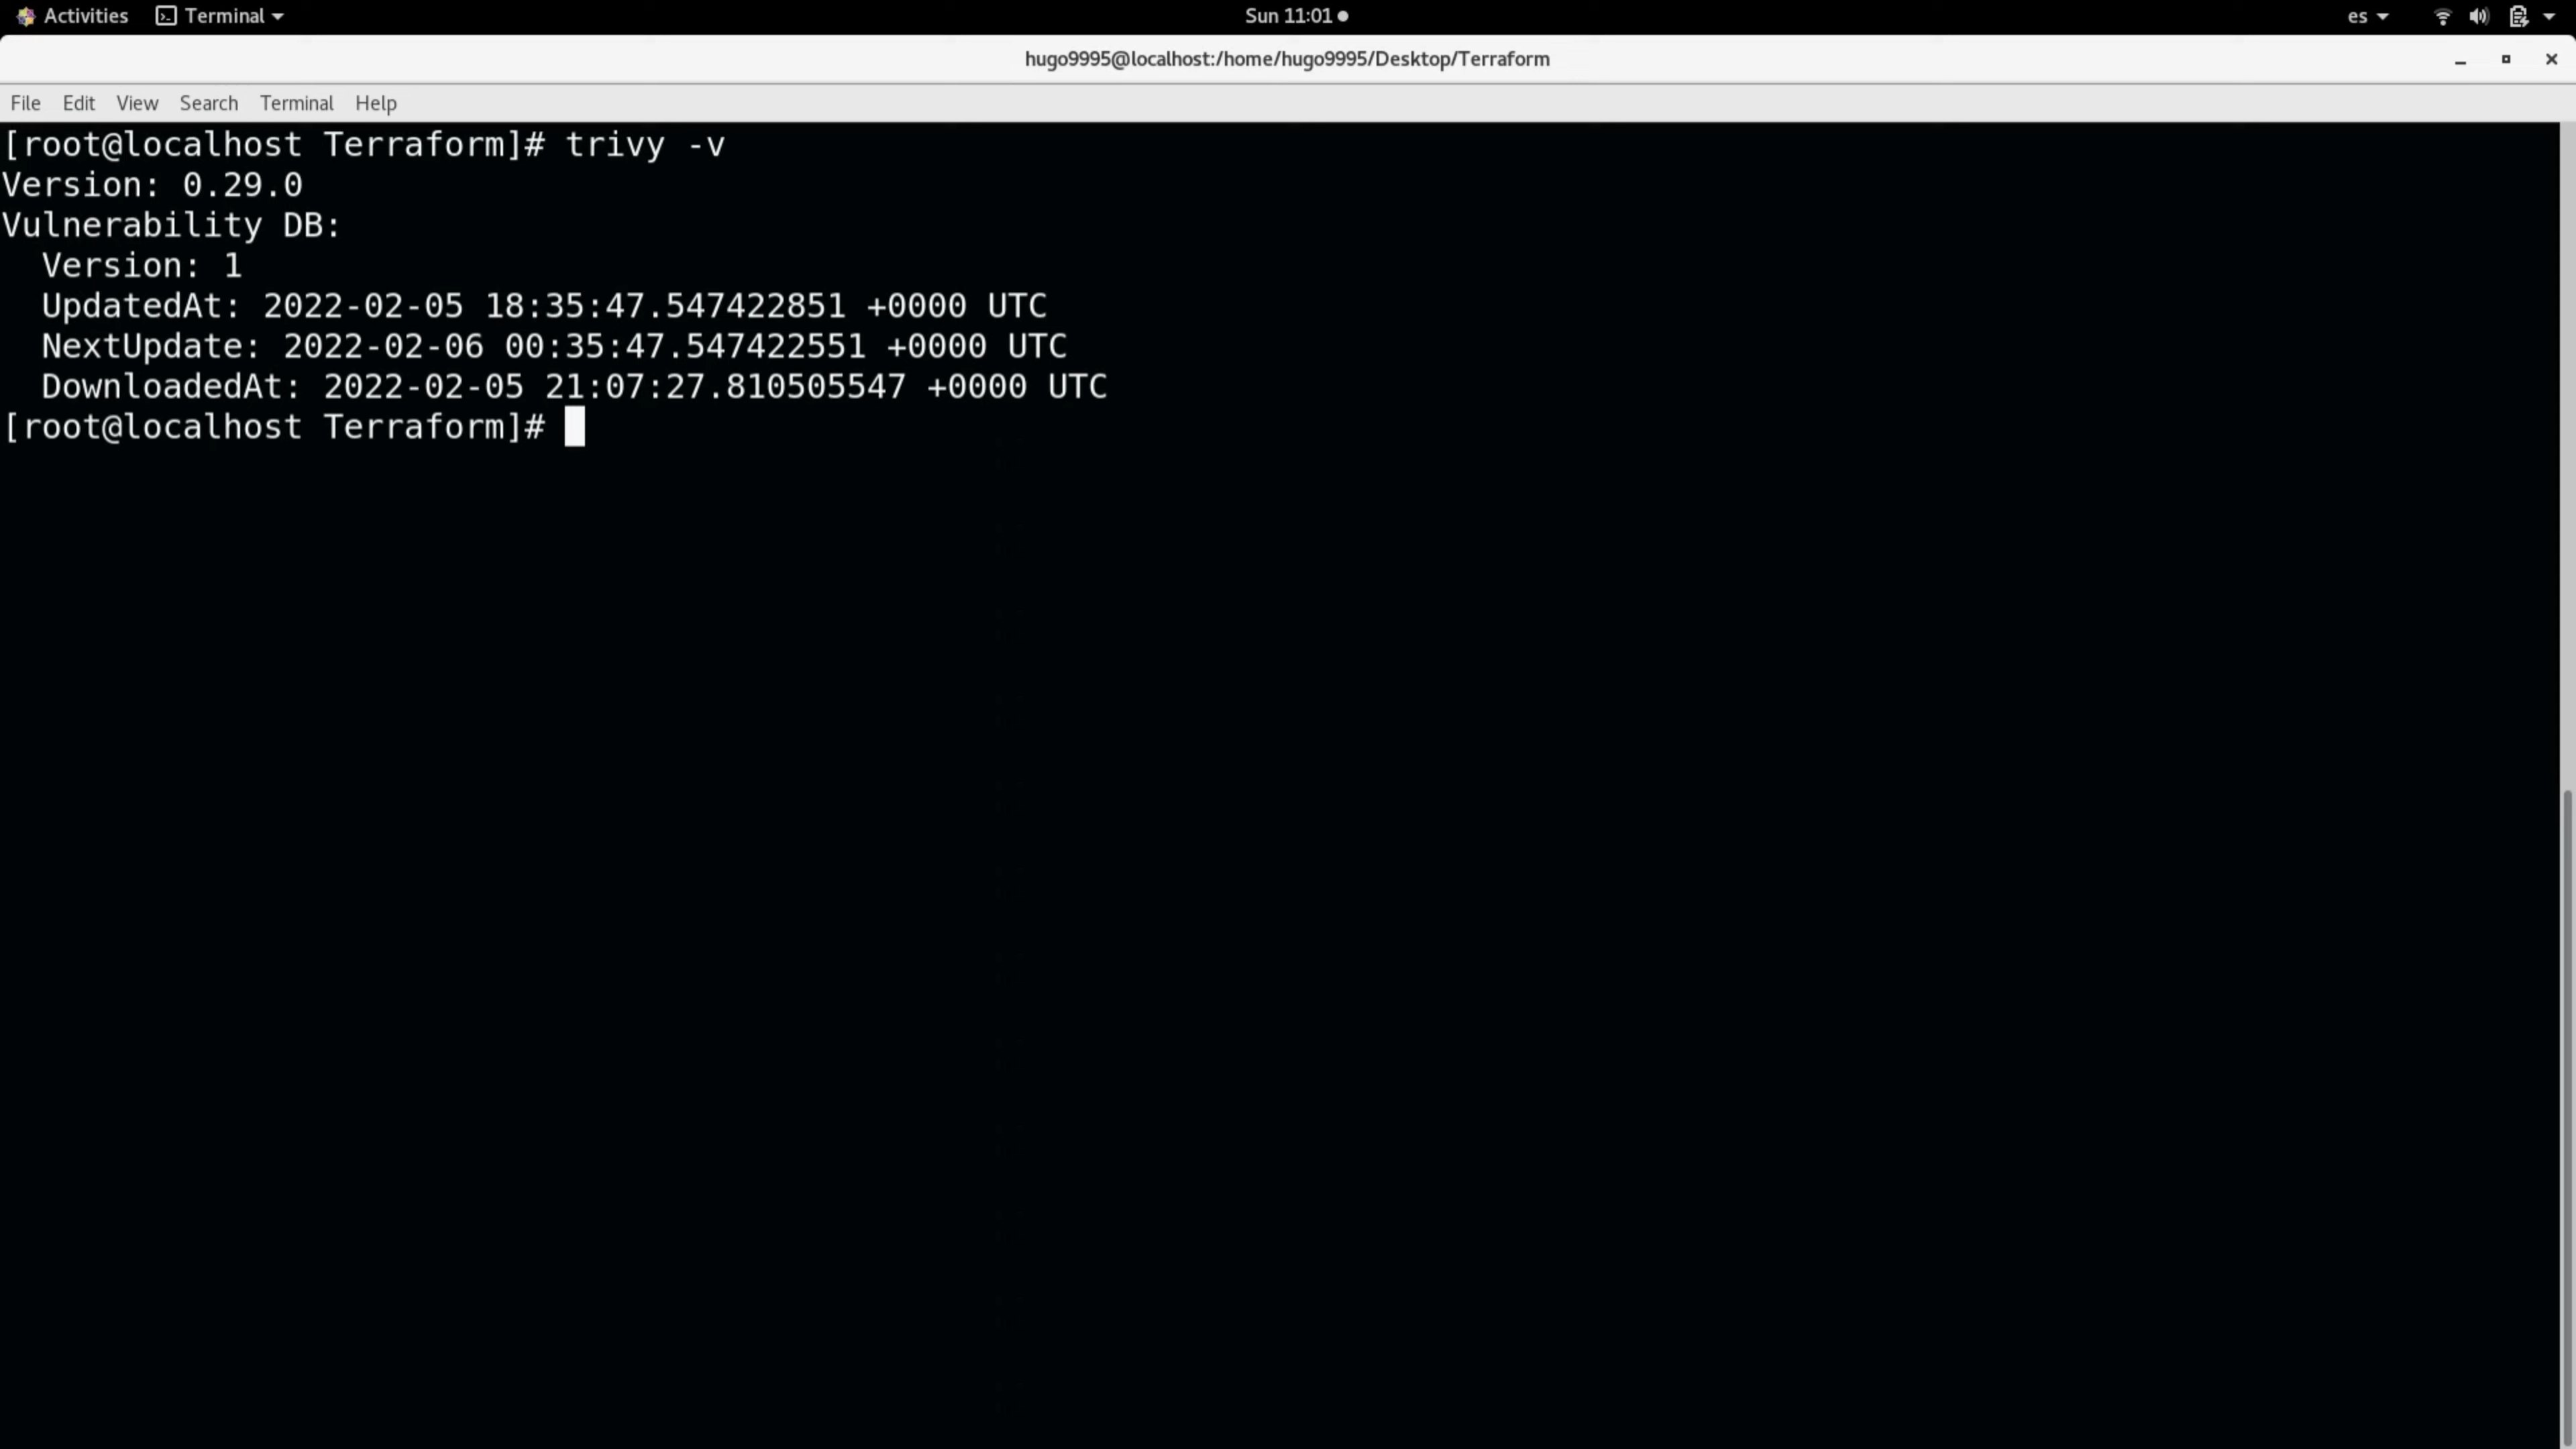 Activities Terminal Sun 11:01 es
hugo9995@localhost:/home/hugo9995/Desktop/Terraform
File Edit View Search Terminal Help
[root@localhost Terraform]# trivy -v
Version: 0.29.0
Vulnerability DB:
  Version: 1
  UpdatedAt: 2022-02-05 18:35:47.547422851 +0000 UTC
  NextUpdate: 2022-02-06 00:35:47.547422551 +0000 UTC
  DownloadedAt: 2022-02-05 21:07:27.810505547 +0000 UTC
[root@localhost Terraform]#